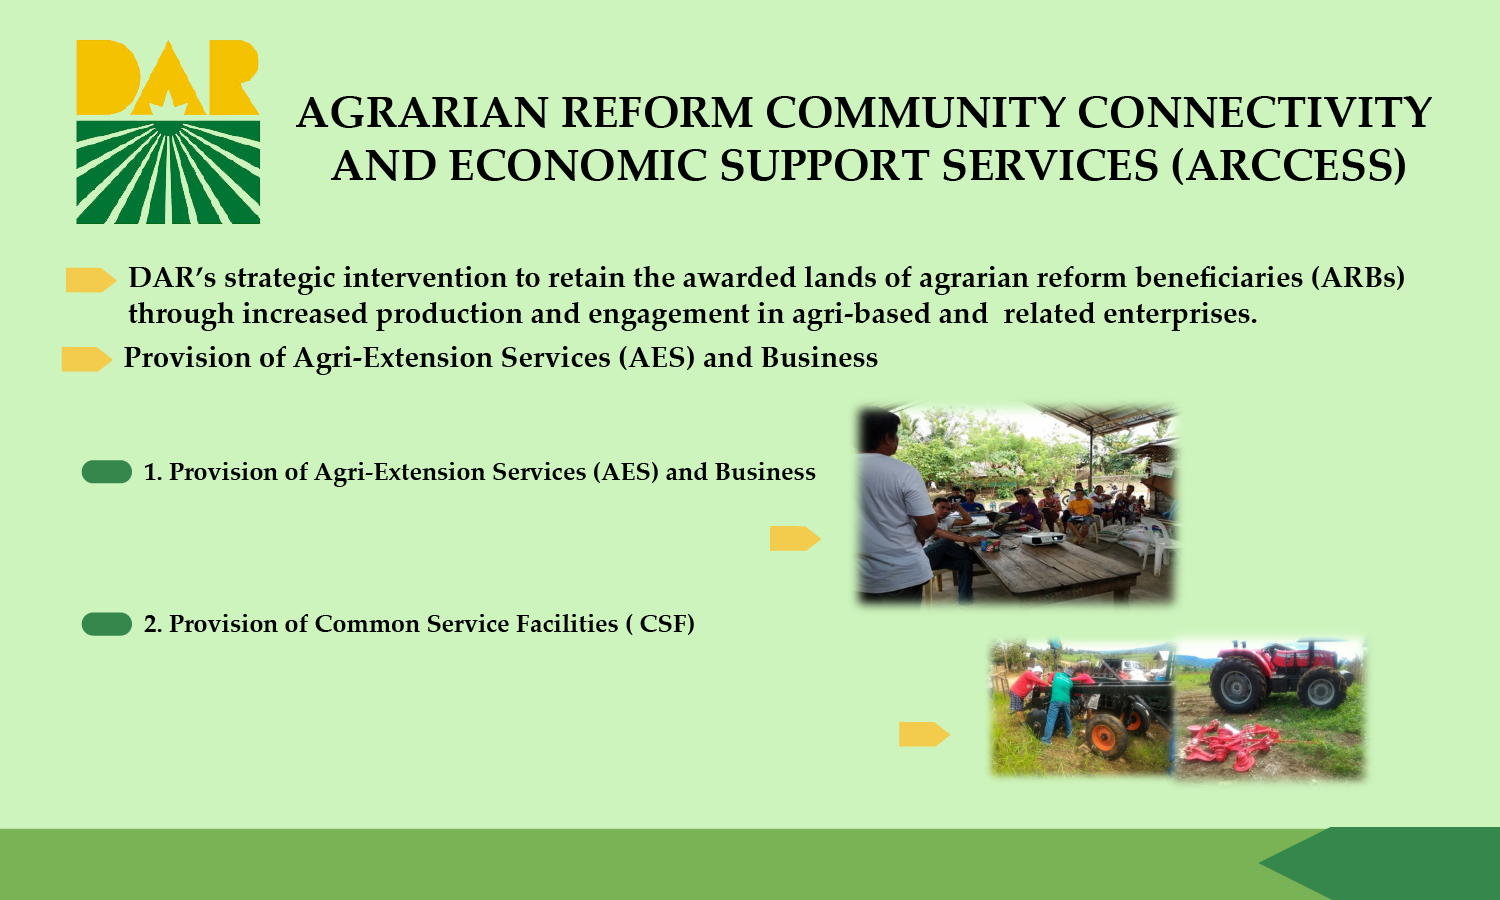 DAR
AGRARIAN REFORM COMMUNITY CONNECTIVITY
AND ECONOMIC SUPPORT SERVICES (ARCCESS)
DAR’s strategic intervention to retain the awarded lands of agrarian reform beneficiaries (ARBs)
through increased production and engagement in agri-based and  related enterprises.
Provision of Agri-Extension Services (AES) and Business
1. Provision of Agri-Extension Services (AES) and Business
2. Provision of Common Service Facilities ( CSF)